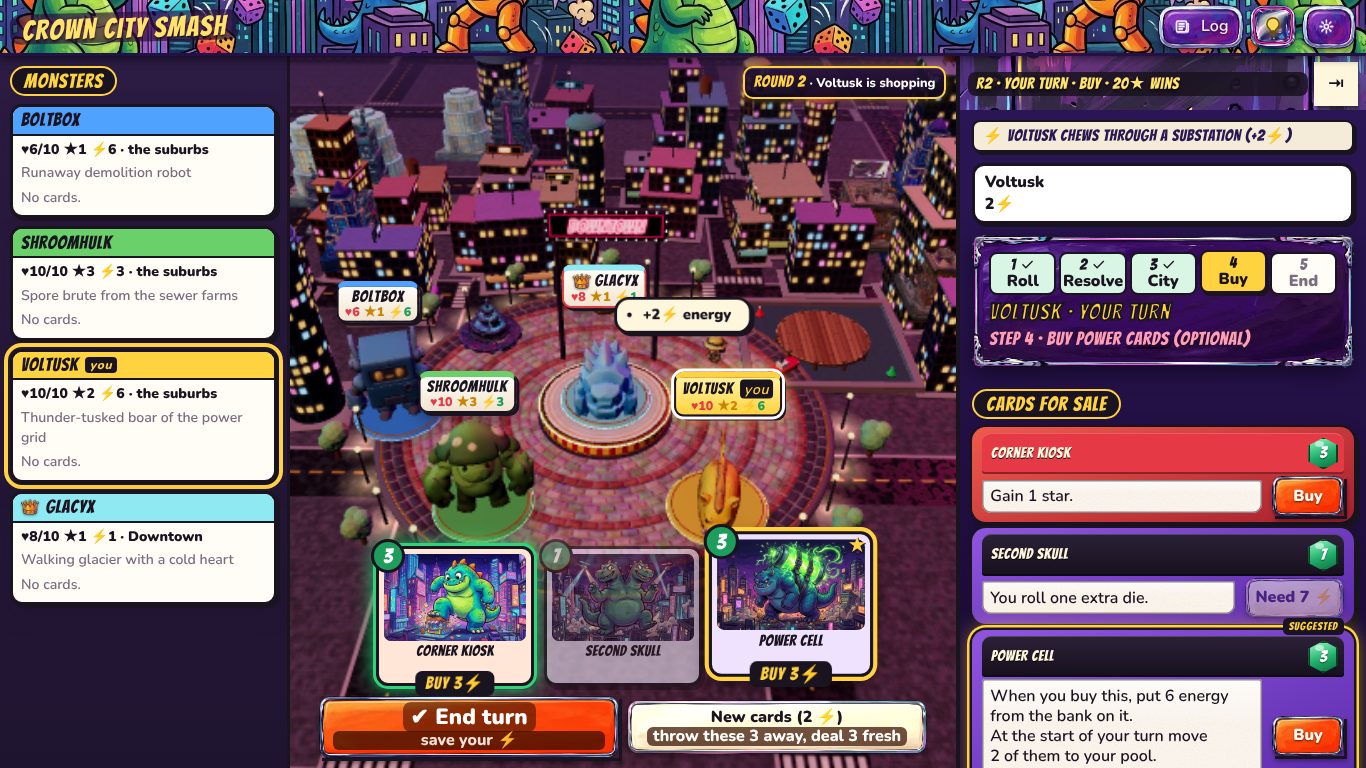 CROWN CITY SMASH
Log
MONSTERS
BOLTBOX
♥6/10 ★1 ⚡6 · the suburbs
Runaway demolition robot
No cards.
SHROOMHULK
♥10/10 ★3 ⚡3 · the suburbs
Spore brute from the sewer farms
No cards.
VOLTUSK you
♥10/10 ★2 ⚡6 · the suburbs
Thunder-tusked boar of the power
grid
No cards.
GLACYX
♥8/10 ★1 ⚡1 · Downtown
Walking glacier with a cold heart
No cards.
ROUND 2 · Voltusk is shopping
GLACYX
♥8 ★1 ⚡1
BOLTBOX
♥6 ★1 ⚡6
• +2⚡ energy
SHROOMHULK
♥10 ★3 ⚡3
VOLTUSK you
♥10 ★2 ⚡6
3
CORNER KIOSK
BUY 3⚡
7
SECOND SKULL
3
★
POWER CELL
BUY 3⚡
✔ End turn
save your ⚡
New cards (2 ⚡)
throw these 3 away, deal 3 fresh
R2 · YOUR TURN · BUY · 20★ WINS
⚡ VOLTUSK CHEWS THROUGH A SUBSTATION (+2⚡)
Voltusk
2⚡
1 ✓ Roll
2 ✓ Resolve
3 ✓ City
4 Buy
5 End
VOLTUSK · YOUR TURN
STEP 4 · BUY POWER CARDS (OPTIONAL)
CARDS FOR SALE
CORNER KIOSK 3
Gain 1 star. Buy
SECOND SKULL 7
You roll one extra die. Need 7 ⚡
SUGGESTED
POWER CELL 3
When you buy this, put 6 energy
from the bank on it.
At the start of your turn move
2 of them to your pool.
Buy